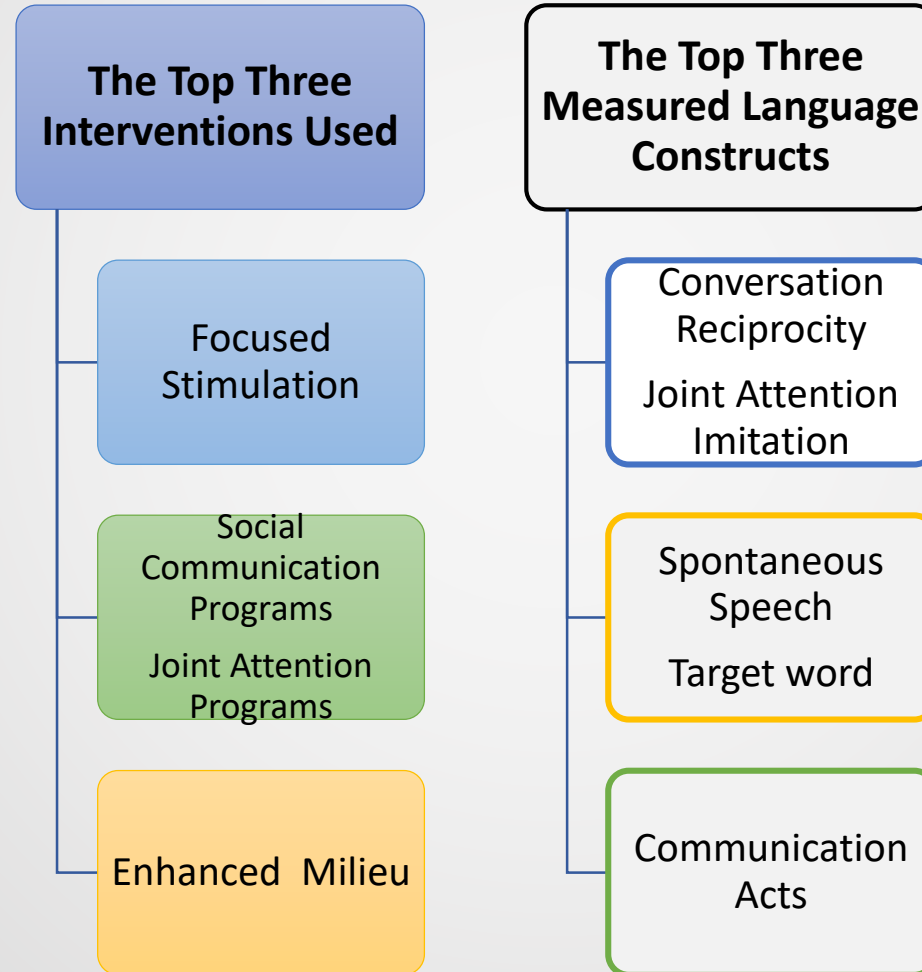 The Top Three
Interventions Used
Focused
Stimulation
Social
Communication
Programs
Joint Attention
Programs
Enhanced Milieu
The Top Three
Measured Language
Constructs
Conversation
Reciprocity
Joint Attention
Imitation
Spontaneous
Speech
Target word
Communication
Acts